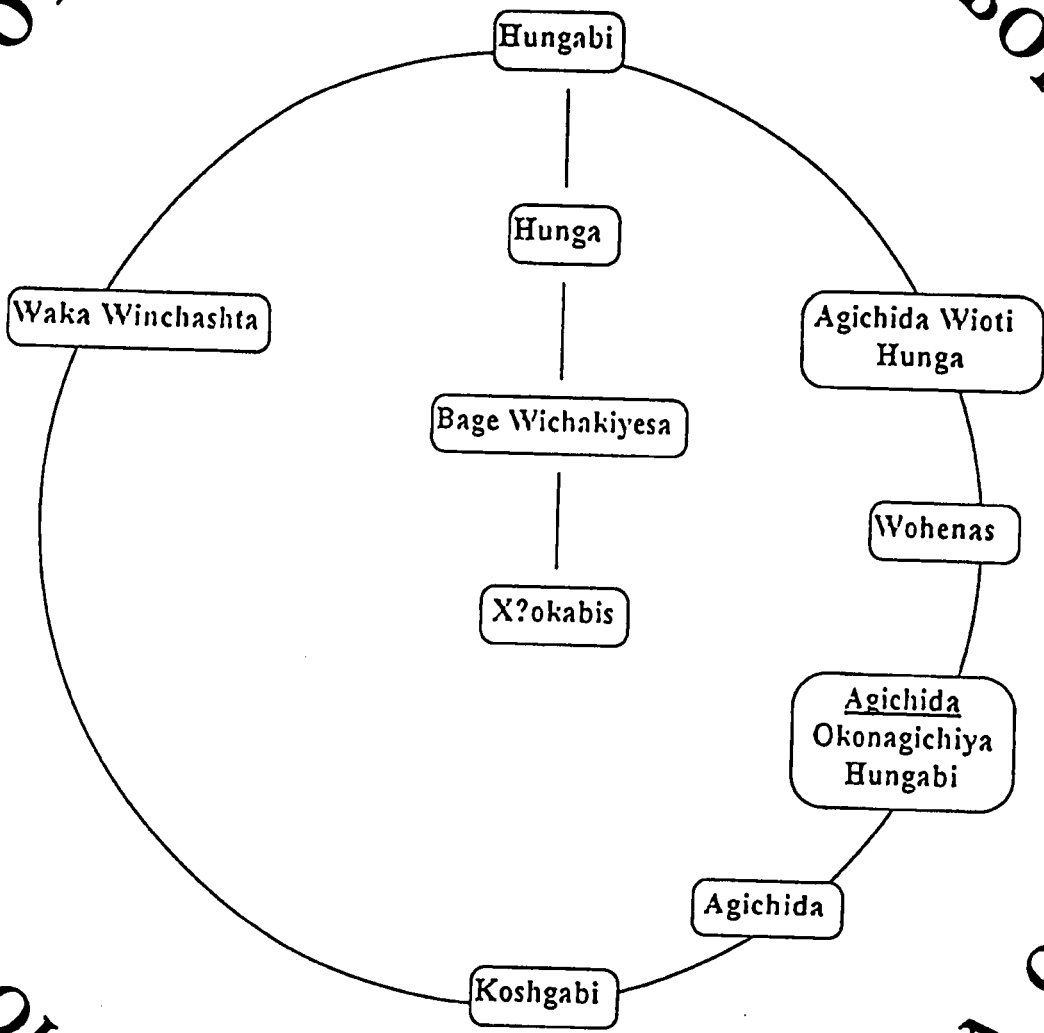 Hungabi
Hunga
Waka Winchashta
Agichida Wioti
Hunga
Bage Wichakiyesa
Wohenas
X?okabis
Agichida
Okonagichiya
Hungabi
Agichida
Koshgabi